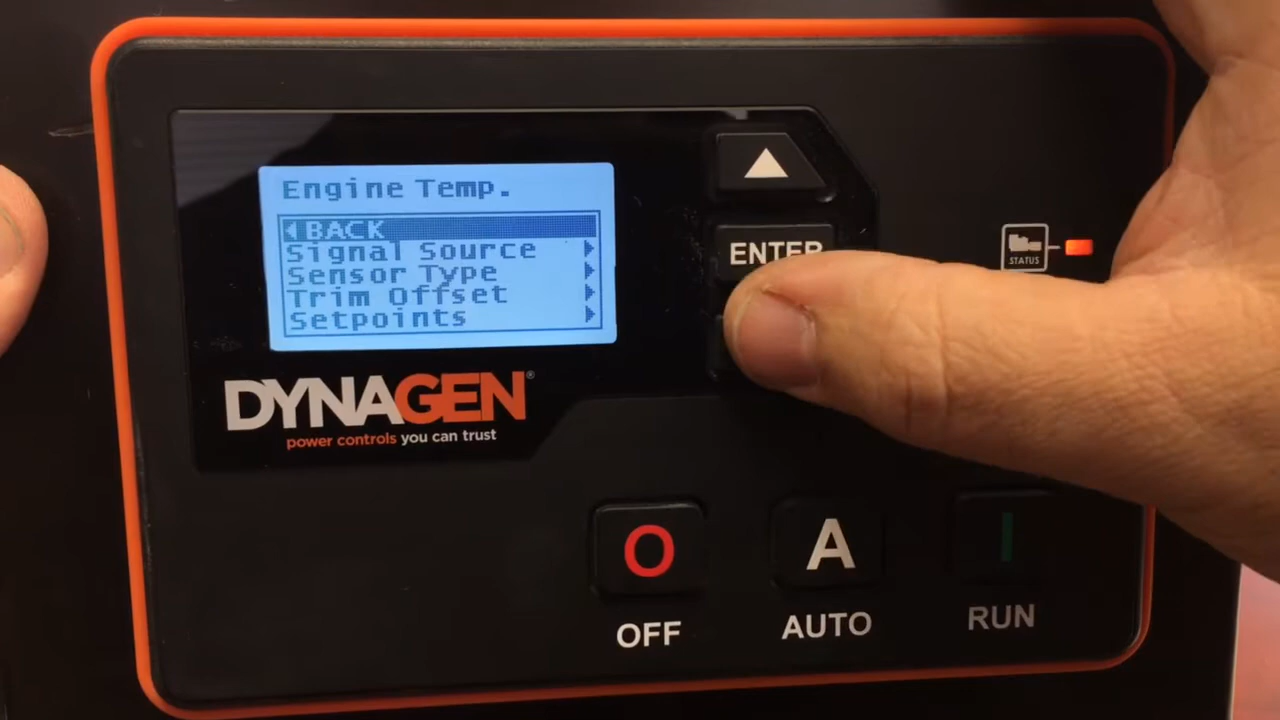 Engine Temp.
BACK
Signal Source
Sensor Type
Trim Offset
Setpoints
ENTER
STATUS
DYNAGEN®
power controls you can trust
O
A
I
OFF
AUTO
RUN